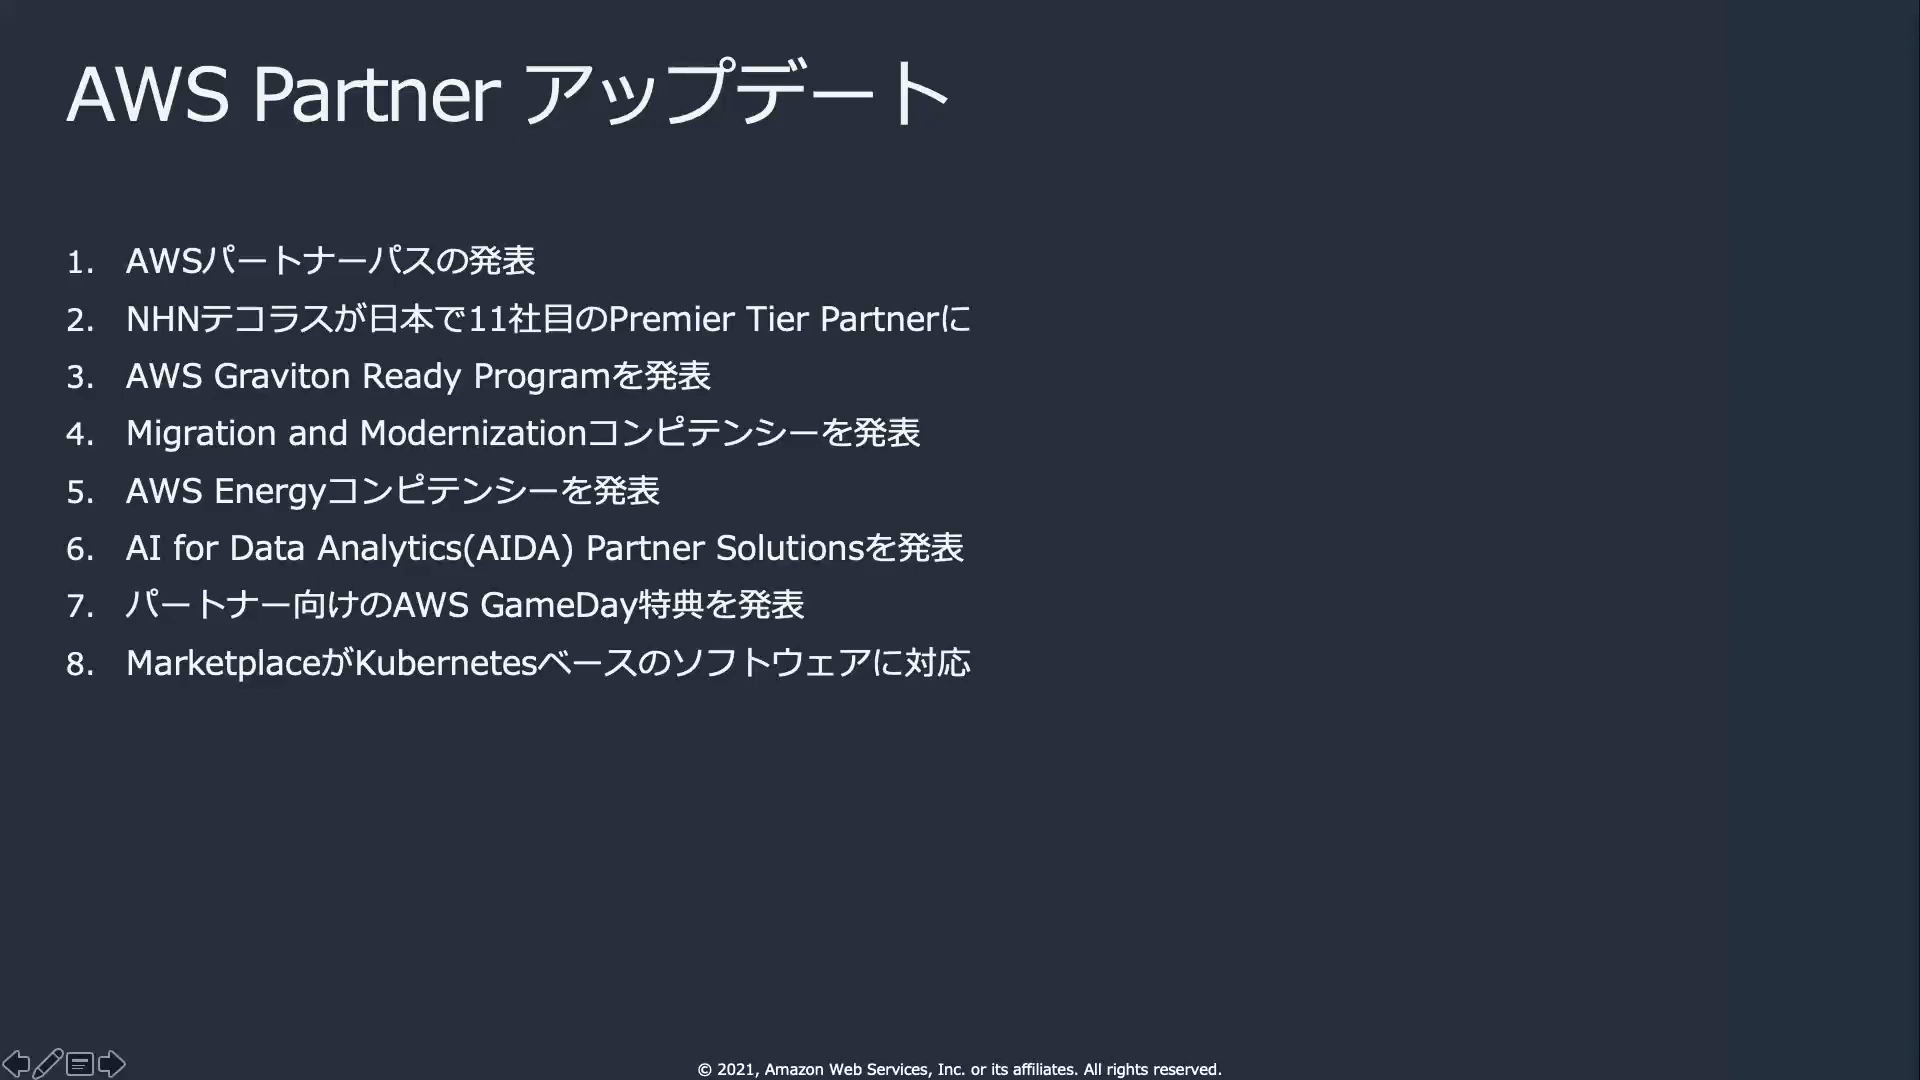 AWS Partner アップデート
1. AWSパートナーパスの発表
2. NHNテコラスが日本で11社目のPremier Tier Partnerに
3. AWS Graviton Ready Programを発表
4. Migration and Modernizationコンピテンシーを発表
5. AWS Energyコンピテンシーを発表
6. AI for Data Analytics(AIDA) Partner Solutionsを発表
7. パートナー向けのAWS GameDay特典を発表
8. MarketplaceがKubernetesベースのソフトウェアに対応
© 2021, Amazon Web Services, Inc. or its affiliates. All rights reserved.